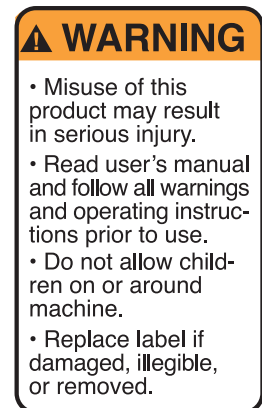 WARNING
• Misuse of this
product may result
in serious injury.
• Read user's manual
and follow all warnings
and operating instruc-
tions prior to use.
• Do not allow child-
ren on or around
machine.
• Replace label if
damaged, illegible,
or removed.